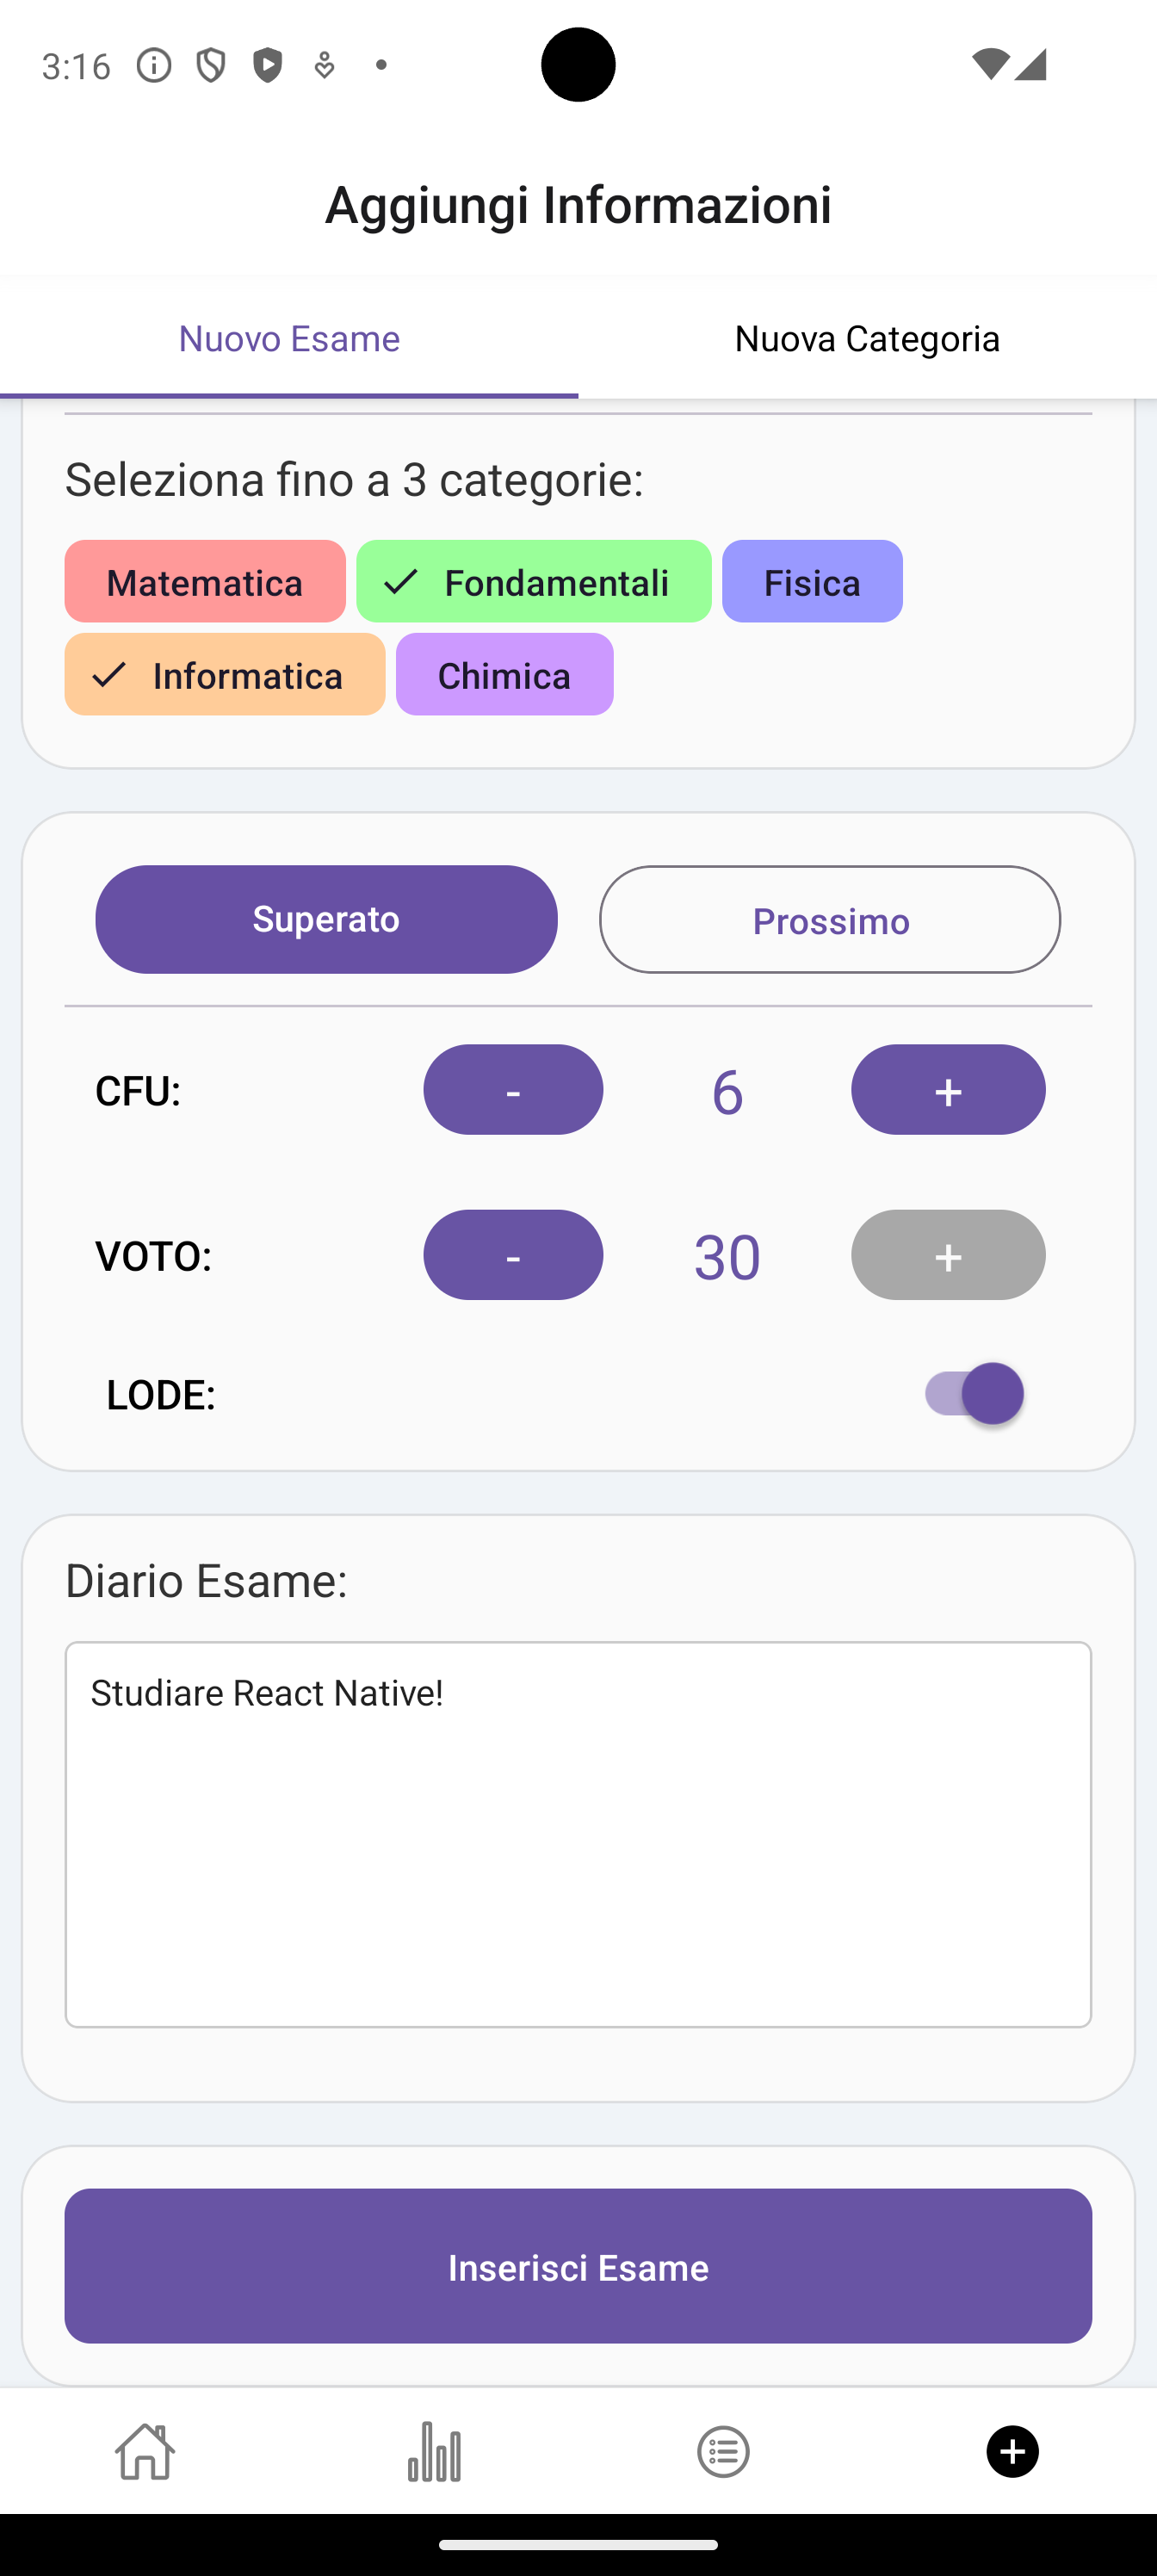 3:16
Aggiungi Informazioni
Nuovo Esame Nuova Categoria
Seleziona fino a 3 categorie:
Matematica Fondamentali Fisica
Informatica Chimica
Superato Prossimo
CFU: - 6 +
VOTO: - 30 +
LODE:
Diario Esame:
Studiare React Native!
Inserisci Esame